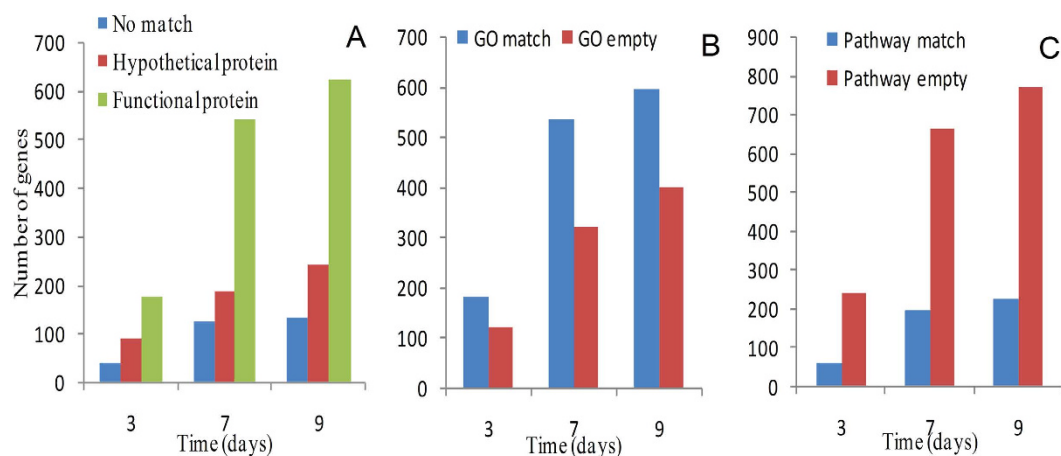 A
No match
Hypothetical protein
Functional protein
700
600
500
400
300
200
100
0
Number of genes
3 7 9
Time (days)
B
GO match GO empty
700
600
500
400
300
200
100
0
3 7 9
Time (days)
C
Pathway match
Pathway empty
900
800
700
600
500
400
300
200
100
0
3 7 9
Time (days)